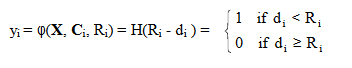 yᵢ = φ(X, Cᵢ, Rᵢ) = H(Rᵢ - dᵢ ) = { 1 if dᵢ < Rᵢ
0 if dᵢ ≥ Rᵢ